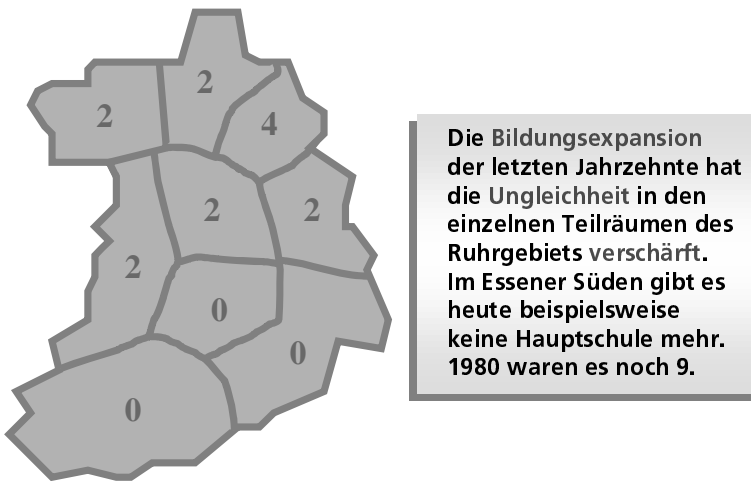 2
2
4
2
2
2
0
0
0
Die Bildungsexpansion
der letzten Jahrzehnte hat
die Ungleichheit in den
einzelnen Teilräumen des
Ruhrgebiets verschärft.
Im Essener Süden gibt es
heute beispielsweise
keine Hauptschule mehr.
1980 waren es noch 9.